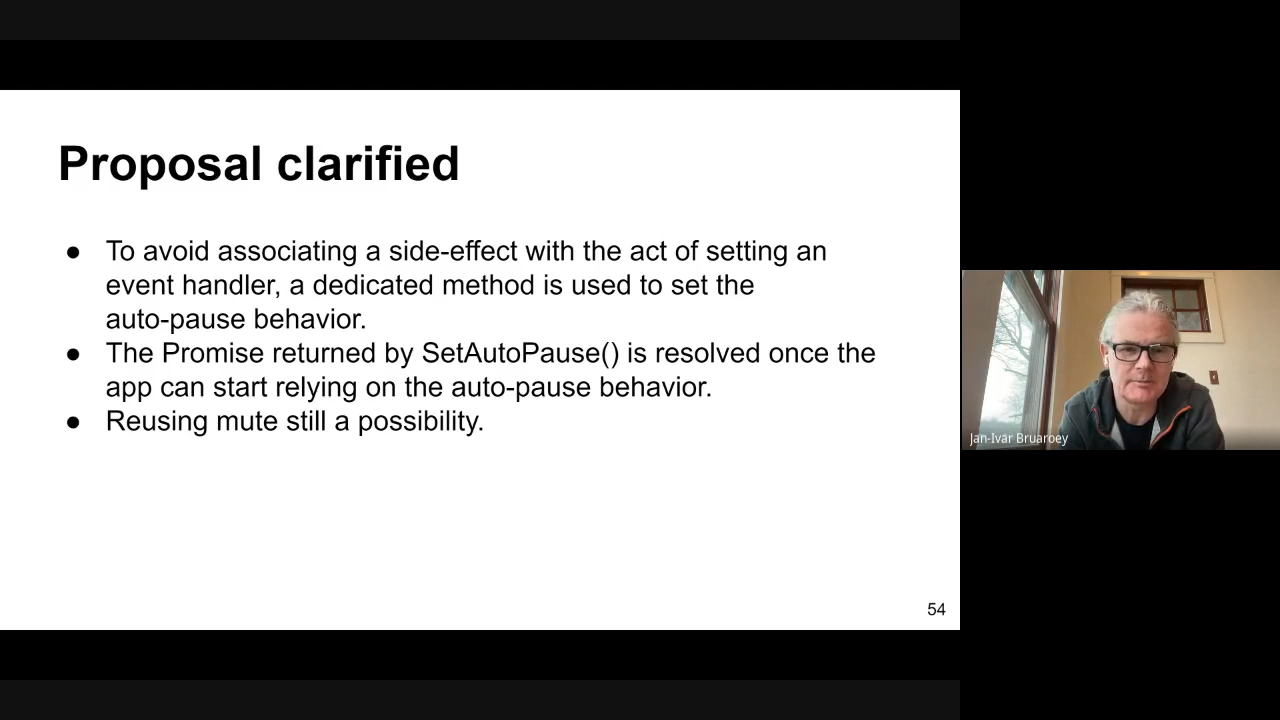 Proposal clarified
● To avoid associating a side-effect with the act of setting an
event handler, a dedicated method is used to set the
auto-pause behavior.
● The Promise returned by SetAutoPause() is resolved once the
app can start relying on the auto-pause behavior.
● Reusing mute still a possibility.
54
Jan-Ivar Bruaroey